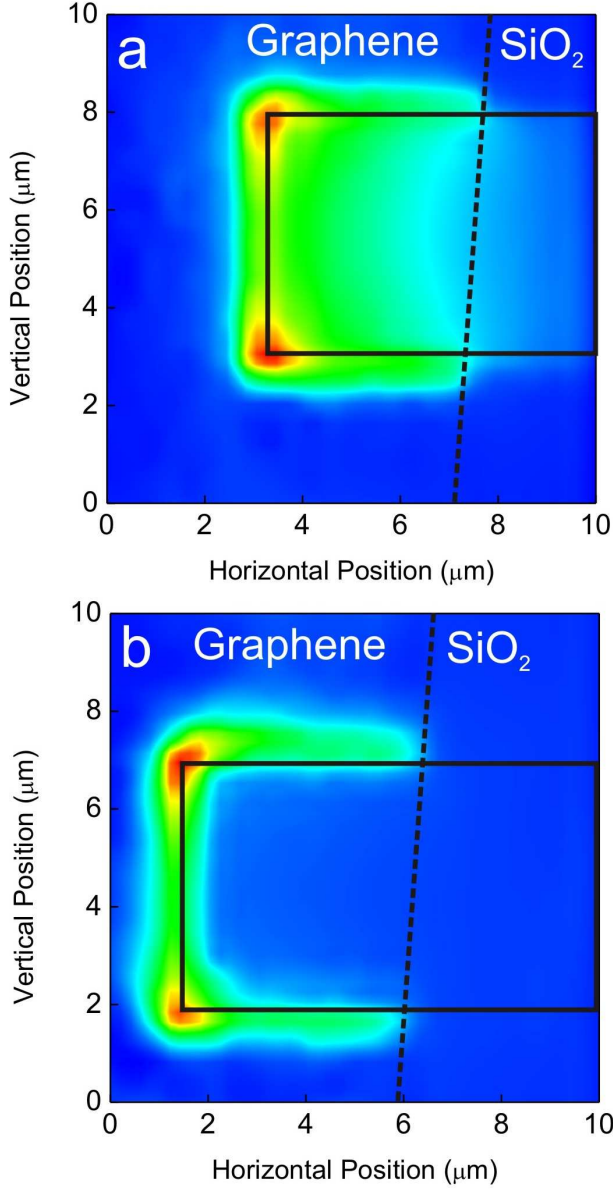 10
a
Graphene
SiO₂
8
6
4
2
0
0 2 4 6 8 10
Vertical Position (μm)
Horizontal Position (μm)
10
b
Graphene
SiO₂
8
6
4
2
0
0 2 4 6 8 10
Vertical Position (μm)
Horizontal Position (μm)